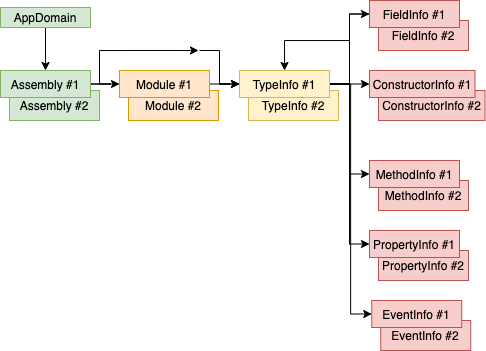 AppDomain
Assembly #1
Assembly #2
Module #1
Module #2
TypeInfo #1
TypeInfo #2
FieldInfo #1
FieldInfo #2
ConstructorInfo #1
ConstructorInfo #2
MethodInfo #1
MethodInfo #2
PropertyInfo #1
PropertyInfo #2
EventInfo #1
EventInfo #2